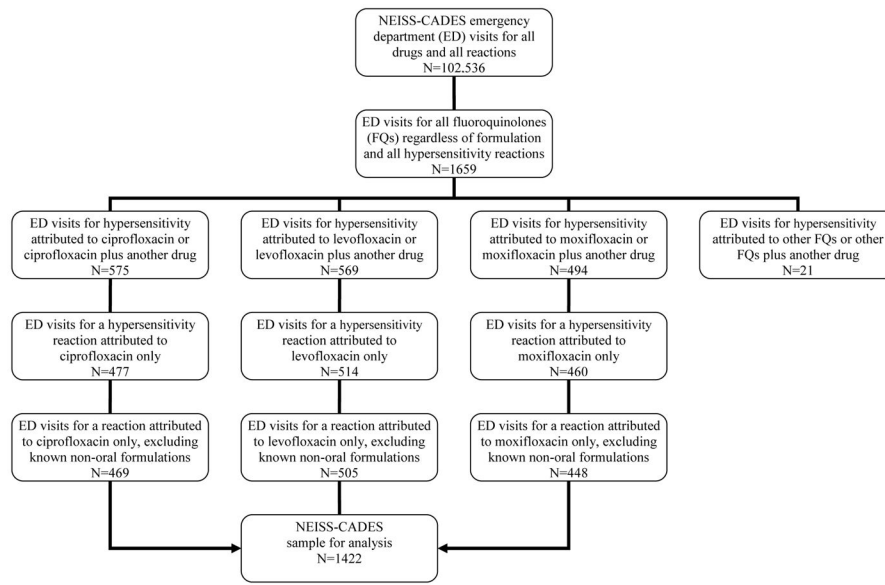 NEISS-CADES emergency
department (ED) visits for all
drugs and all reactions
N=102,536
ED visits for all fluoroquinolones
(FQs) regardless of formulation
and all hypersensitivity reactions
N=1659
ED visits for hypersensitivity
attributed to ciprofloxacin or
ciprofloxacin plus another drug
N=575
ED visits for hypersensitivity
attributed to levofloxacin or
levofloxacin plus another drug
N=569
ED visits for hypersensitivity
attributed to moxifloxacin or
moxifloxacin plus another drug
N=494
ED visits for hypersensitivity
attributed to other FQs or other
FQs plus another drug
N=21
ED visits for a hypersensitivity
reaction attributed to
ciprofloxacin only
N=477
ED visits for a hypersensitivity
reaction attributed to
levofloxacin only
N=514
ED visits for a hypersensitivity
reaction attributed to
moxifloxacin only
N=460
ED visits for a reaction attributed
to ciprofloxacin only, excluding
known non-oral formulations
N=469
ED visits for a reaction attributed
to levofloxacin only, excluding
known non-oral formulations
N=505
ED visits for a reaction attributed
to moxifloxacin only, excluding
known non-oral formulations
N=448
NEISS-CADES
sample for analysis
N=1422